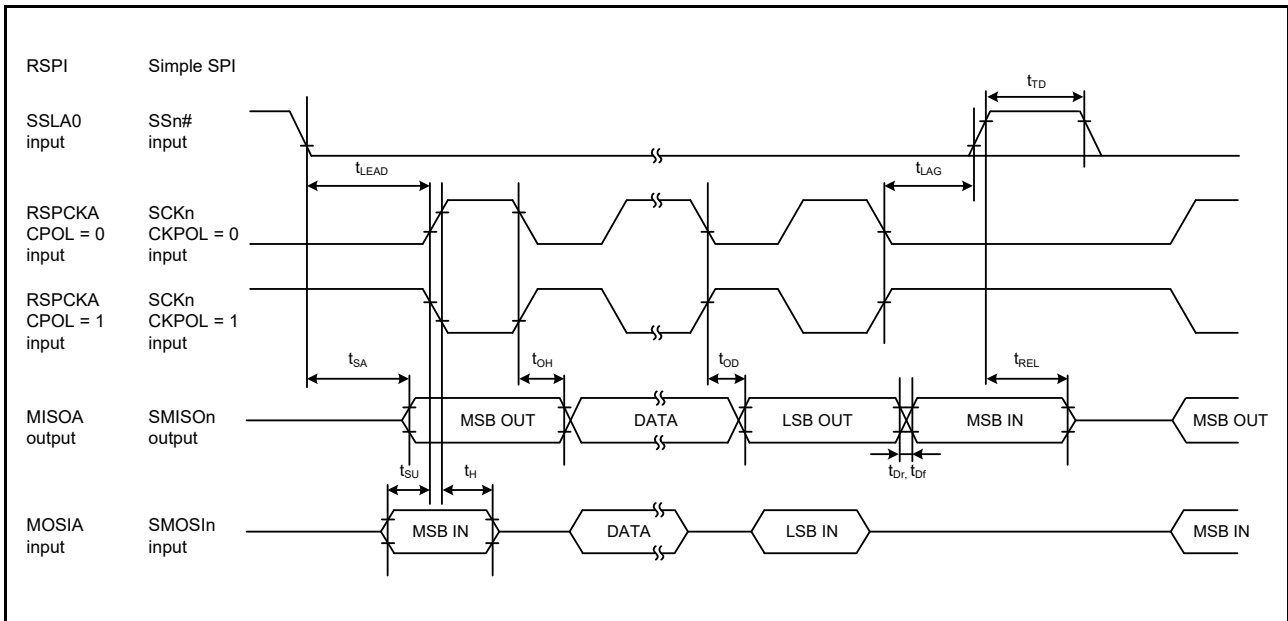 RSPI Simple SPI
SSLA0 SSn#
input input
tTD
tLEAD
tLAG
RSPCKA SCKn
CPOL = 0 CKPOL = 0
input input
RSPCKA SCKn
CPOL = 1 CKPOL = 1
input input
tSA
tOH
tOD
tREL
MISOA SMISOn
output output
MSB OUT
DATA
LSB OUT
MSB IN
MSB OUT
tSU
tH
tDr, tDf
MOSIA SMOSIn
input input
MSB IN
DATA
LSB IN
MSB IN